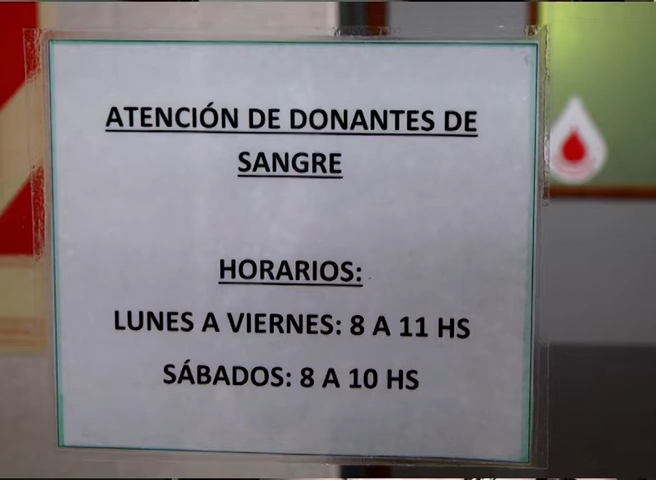 ATENCIÓN DE DONANTES DE
SANGRE
HORARIOS:
LUNES A VIERNES: 8 A 11 HS
SÁBADOS: 8 A 10 HS